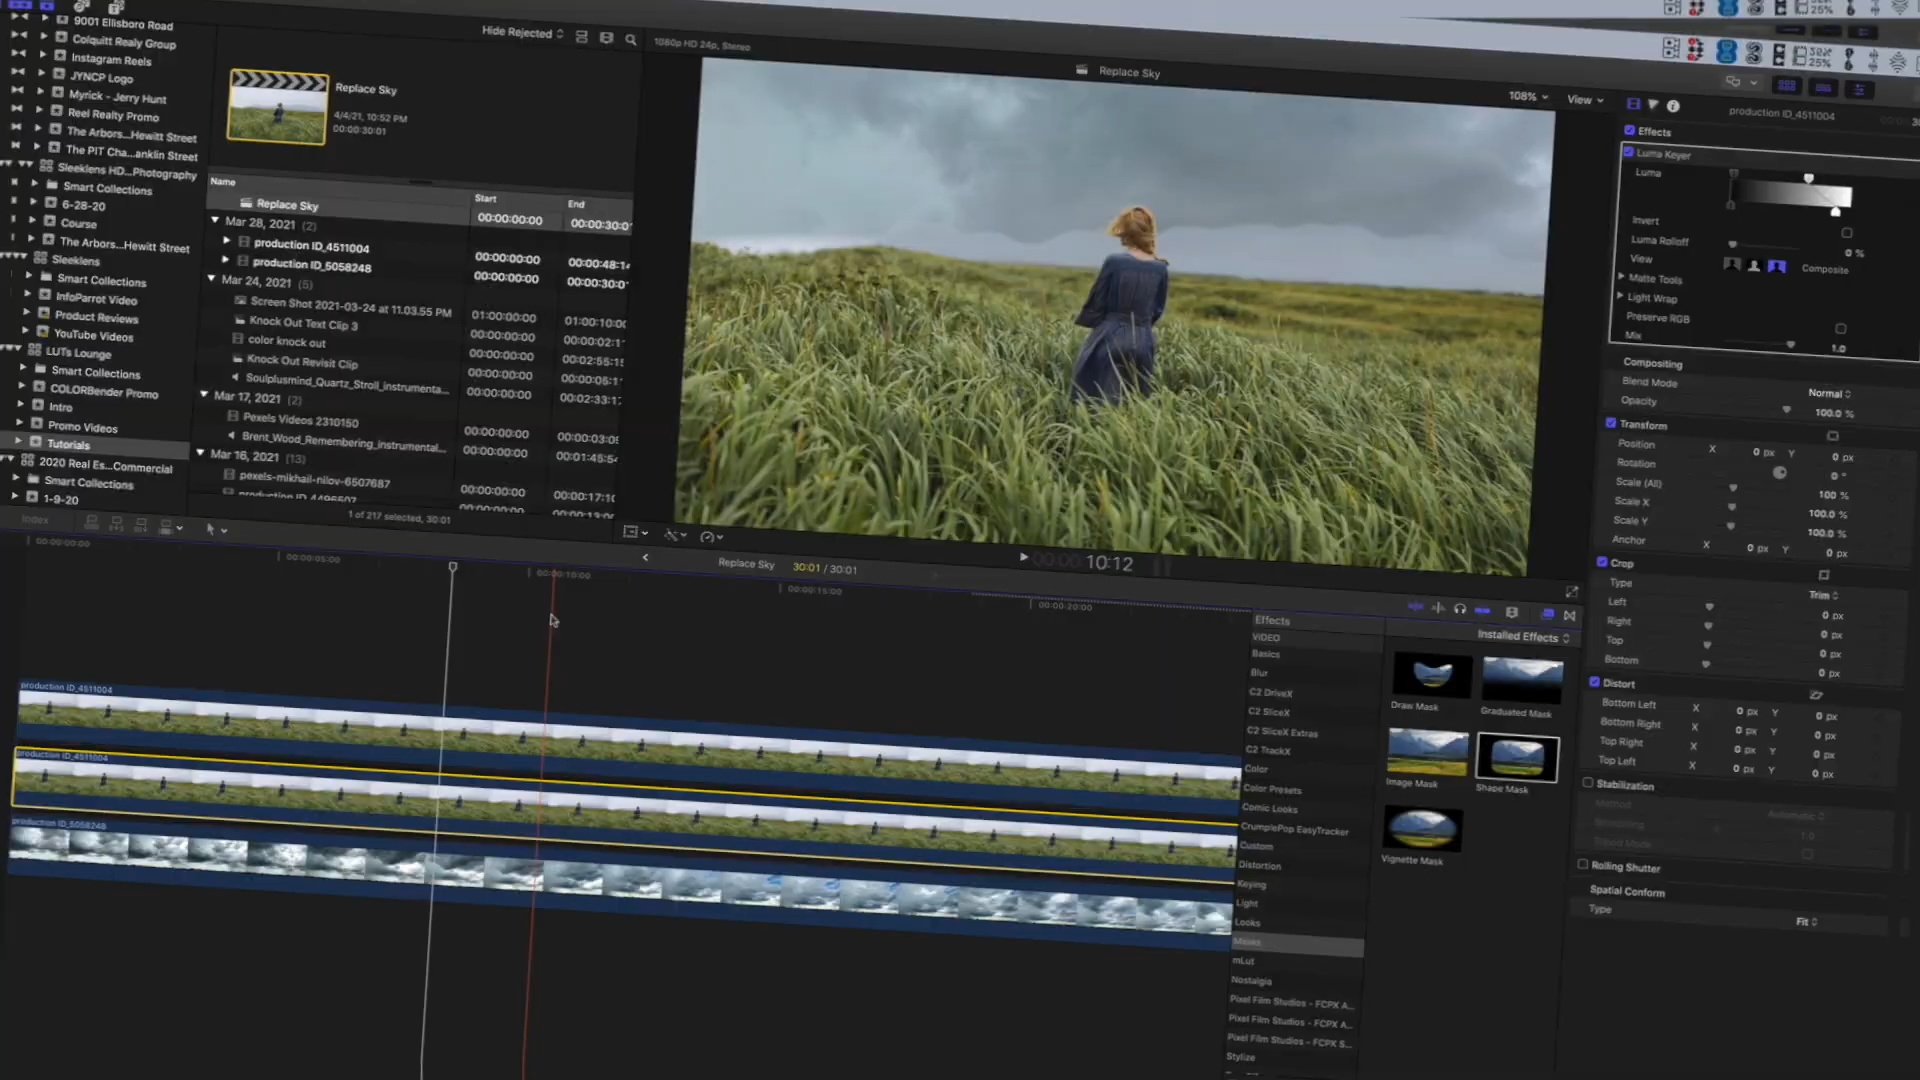 9001 Ellisboro Road
Colquitt Realy Group
Instagram Reels
JYNCP Logo
Myrick - Jerry Hunt
Reel Realty Promo
The Arbors...Hewitt Street
The PIT Cha...anklin Street
Sleeklens HD...Photography
Smart Collections
6-28-20
Course
The Arbors...Hewitt Street
Sleeklens
Smart Collections
InfoParrot Video
Product Reviews
YouTube Videos
LUTs Lounge
Smart Collections
COLORBender Promo
Intro
Promo Videos
Tutorials
2020 Real Es...Commercial
Smart Collections
1-9-20
Hide Rejected
Replace Sky
4/4/21, 10:52 PM
00:00:30:01
Name Start End
Replace Sky 00:00:00:00 00:00:30:0
Mar 28, 2021 (2)
production ID_4511004 00:00:00:00 00:00:48:1
production ID_5058248 00:00:00:00 00:00:30:0
Mar 24, 2021 (5)
Screen Shot 2021-03-24 at 11.03.55 PM 01:00:00:00 01:00:10:0
Knock Out Text Clip 3 00:00:00:00 00:00:02:1
color knock out 00:00:00:00 00:02:55:1
Knock Out Revisit Clip 00:00:00:00 00:00:05:1
Soulplusmind_Quartz_Stroll_instrumenta... 00:00:00:00 00:02:33:1
Mar 17, 2021 (2)
Pexels Videos 2310150 00:00:00:00 00:00:03:0
Brent_Wood_Remembering_instrumental... 00:00:00:00 00:01:45:5
Mar 16, 2021 (13)
pexels-mikhail-nilov-6507687 00:00:00:00 00:00:17:1
production ID_4496507 00:00:00:00 00:00:13:0
1 of 217 selected, 30:01
1080p HD 24p, Stereo
Replace Sky
108%
View
10:12
production ID_4511004
Effects
Luma Keyer
Luma
Invert
Luma Rolloff 0 %
View Composite
Matte Tools
Light Wrap
Preserve RGB
Mix 1.0
Compositing
Blend Mode Normal
Opacity 100.0 %
Transform
Position X 0 px Y 0 px
Rotation 0 °
Scale (All) 100 %
Scale X 100.0 %
Scale Y 100.0 %
Anchor X 0 px Y 0 px
Crop
Type Trim
Left 0 px
Right 0 px
Top 0 px
Bottom 0 px
Distort
Bottom Left X 0 px Y 0 px
Bottom Right X 0 px Y 0 px
Top Right X 0 px Y 0 px
Top Left X 0 px Y 0 px
Stabilization
Method Automatic
Smoothing 1.0
Tripod Mode
Rolling Shutter
Spatial Conform
Type Fit
Index
Replace Sky 30:01 / 30:01
00:00:00:00
00:00:05:00
00:00:10:00
00:00:15:00
00:00:20:00
production ID_4511004
production ID_4511004
production ID_5058248
Effects
Installed Effects
VIDEO
Basics
Blur
C2 DriveX
C2 SliceX
C2 SliceX Extras
C2 TrackX
Color
Color Presets
Comic Looks
CrumplePop EasyTracker
Custom
Distortion
Keying
Light
Looks
Masks
mLut
Nostalgia
Pixel Film Studios - FCPX A...
Pixel Film Studios - FCPX A...
Pixel Film Studios - FCPX S...
Stylize
Draw Mask
Graduated Mask
Image Mask
Shape Mask
Vignette Mask